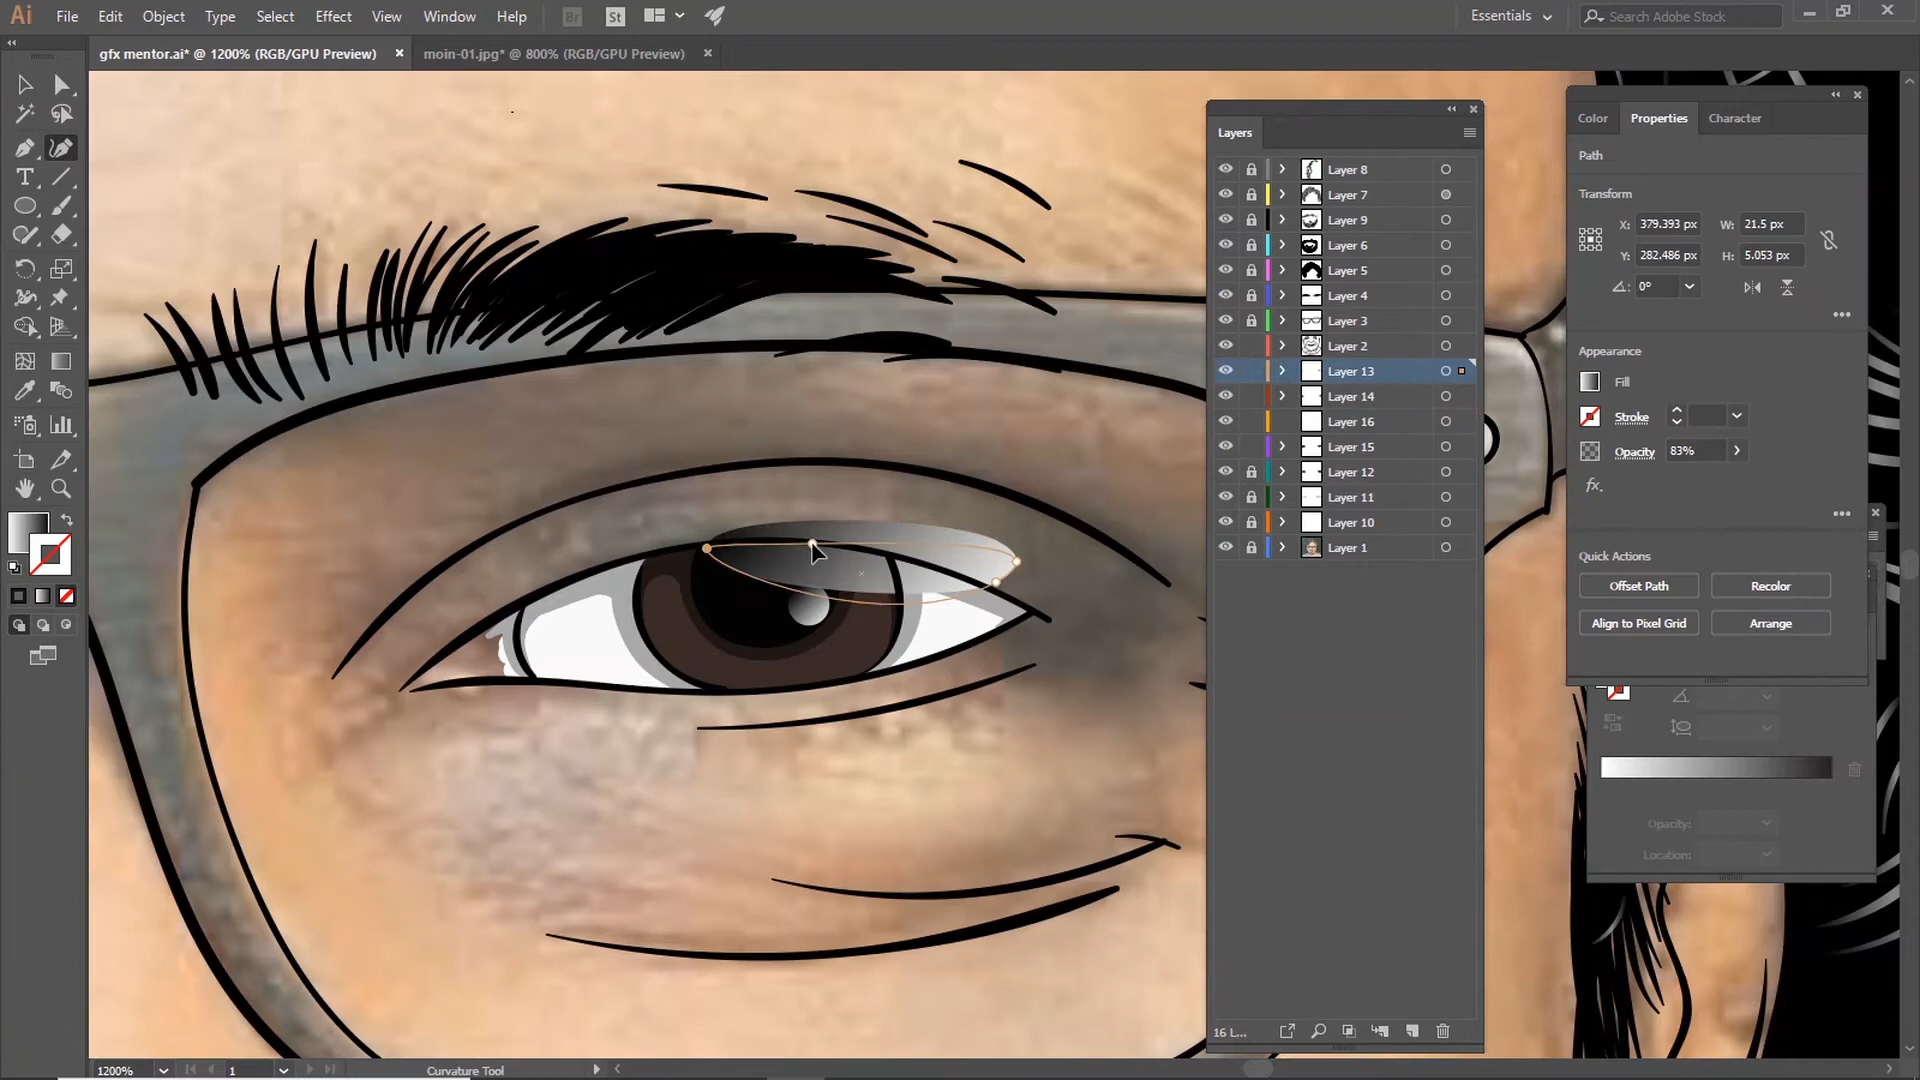 Ai File Edit Object Type Select Effect View Window Help Br St Essentials Search Adobe Stock
gfx mentor.ai* @ 1200% (RGB/GPU Preview) moin-01.jpg* @ 800% (RGB/GPU Preview)
Layers
Layer 8
Layer 7
Layer 9
Layer 6
Layer 5
Layer 4
Layer 3
Layer 2
Layer 13
Layer 14
Layer 16
Layer 15
Layer 12
Layer 11
Layer 10
Layer 1
16 L...
Color Properties Character
Path
Transform
X: 379.393 px W: 21.5 px
Y: 282.486 px H: 5.053 px
0°
Appearance
Fill
Stroke
Opacity 83%
fx.
Quick Actions
Offset Path Recolor
Align to Pixel Grid Arrange
Opacity:
Location:
1200% 1 Curvature Tool